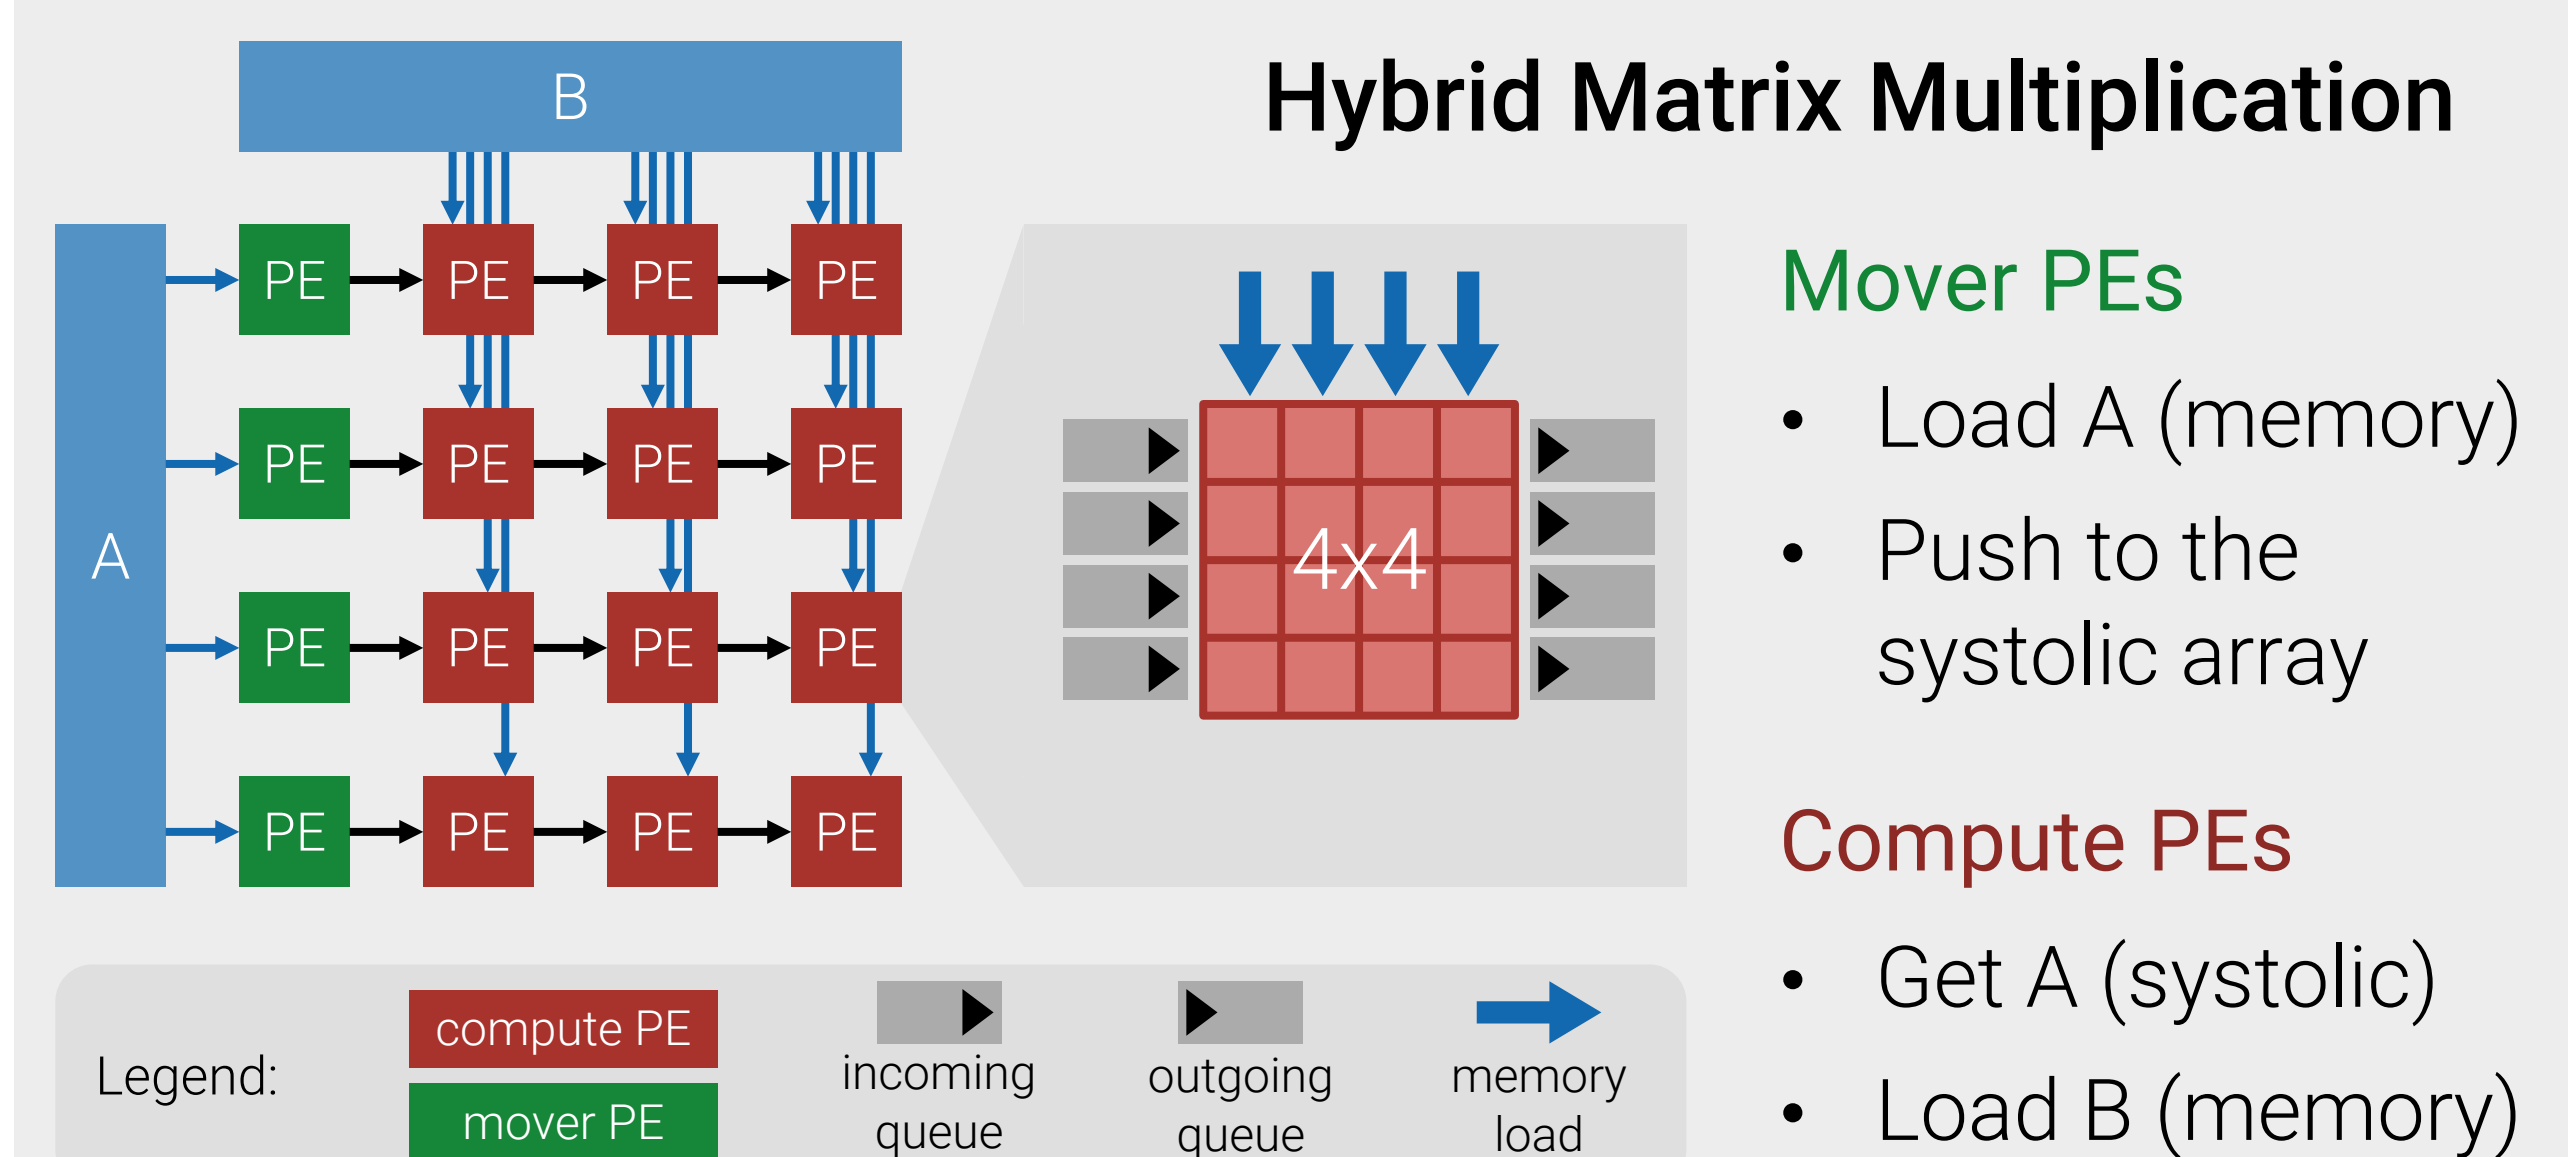 Hybrid Matrix Multiplication
B
A
PE PE PE PE
PE PE PE PE
PE PE PE PE
PE PE PE PE
4x4
Mover PEs
• Load A (memory)
• Push to the
systolic array
Compute PEs
• Get A (systolic)
• Load B (memory)
Legend:
compute PE
mover PE
incoming
queue
outgoing
queue
memory
load